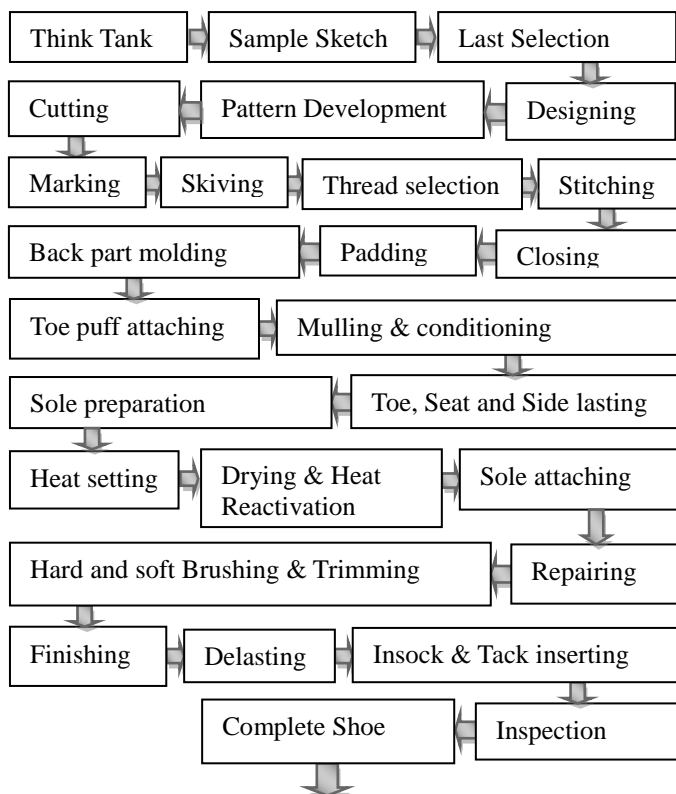 Think Tank
Sample Sketch
Last Selection
Cutting
Pattern Development
Designing
Marking
Skiving
Thread selection
Stitching
Back part molding
Padding
Closing
Toe puff attaching
Mulling & conditioning
Sole preparation
Toe, Seat and Side lasting
Heat setting
Drying & Heat
Reactivation
Sole attaching
Hard and soft Brushing & Trimming
Repairing
Finishing
Delasting
Insock & Tack inserting
Complete Shoe
Inspection